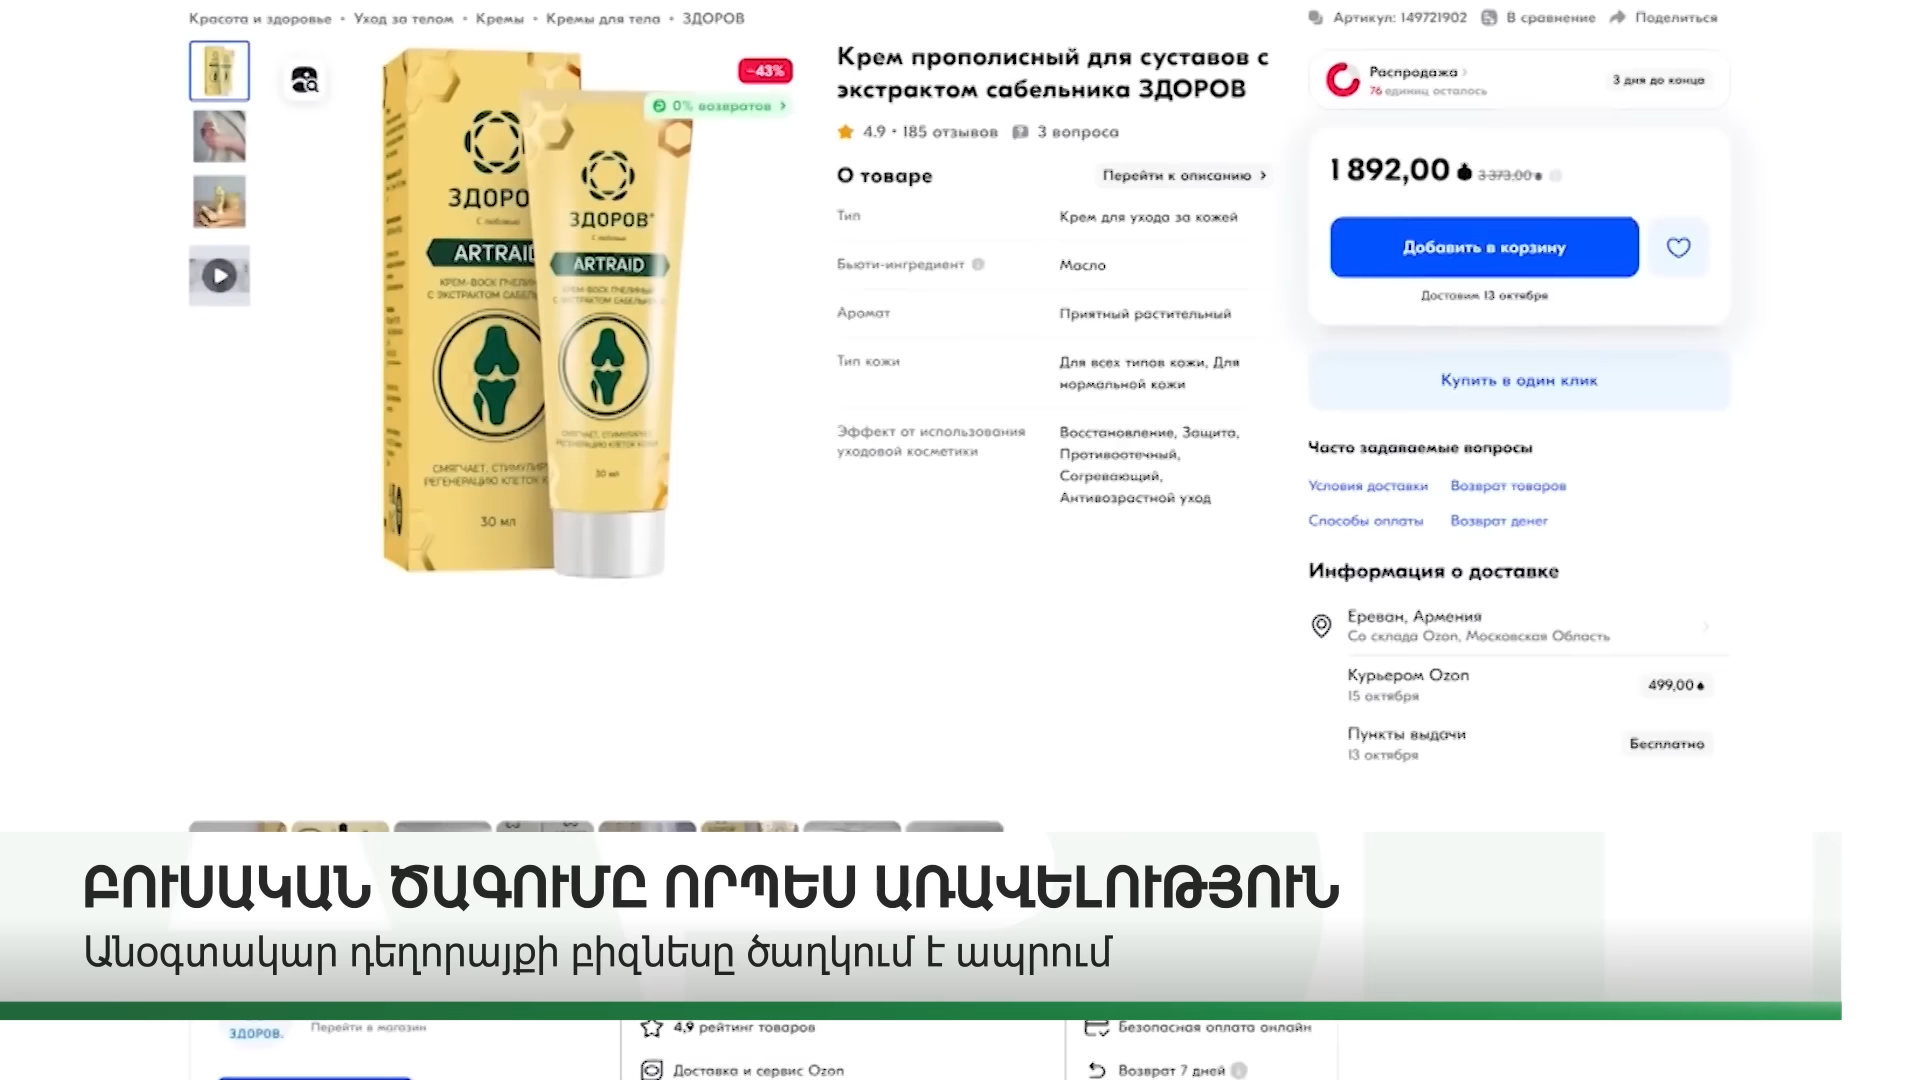 Красота и здоровье • Уход за телом • Кремы • Кремы для тела • ЗДОРОВ
Артикул: 149721902 В сравнение Поделиться
-43%
0% возвратов
ЗДОРО
ARTRAID
СМЯГЧАЕТ, СТИМУЛИР
РЕГЕНЕРАЦИЮ КЛЕТОК К
30 мл
ЗДОРОВ
ARTRAID
30 мл
Крем прополисный для суставов с
экстрактом сабельника ЗДОРОВ
4.9 • 185 отзывов 3 вопроса
О товаре
Перейти к описанию
Тип
Крем для ухода за кожей
Бьюти-ингредиент
Масло
Аромат
Приятный растительный
Тип кожи
Для всех типов кожи, Для
нормальной кожи
Эффект от использования
уходовой косметики
Восстановление, Защита,
Противоотечный,
Согревающий,
Антивозрастной уход
Распродажа
76 единиц осталось
3 дня до конца
1 892,00 3 373,00
Добавить в корзину
Доставим 13 октября
Купить в один клик
Часто задаваемые вопросы
Условия доставки Возврат товаров
Способы оплаты Возврат денег
Информация о доставке
Ереван, Армения
Со склада Ozon, Московская Область
Курьером Ozon
15 октября
499,00
Пункты выдачи
13 октября
Бесплатно
ԲՈՒՍԱԿԱՆ ԾԱԳՈՒՄԸ ՈՐՊԵՍ ԱՌԱՎԵԼՈՒԹՅՈՒՆ
Անօգտակար դեղորայքի բիզնեսը ծաղկում է ապրում
ЗДОРОВ.
Перейти в магазин
4,9 рейтинг товаров
Безопасная оплата онлайн
Доставка и сервис Ozon
Возврат 7 дней